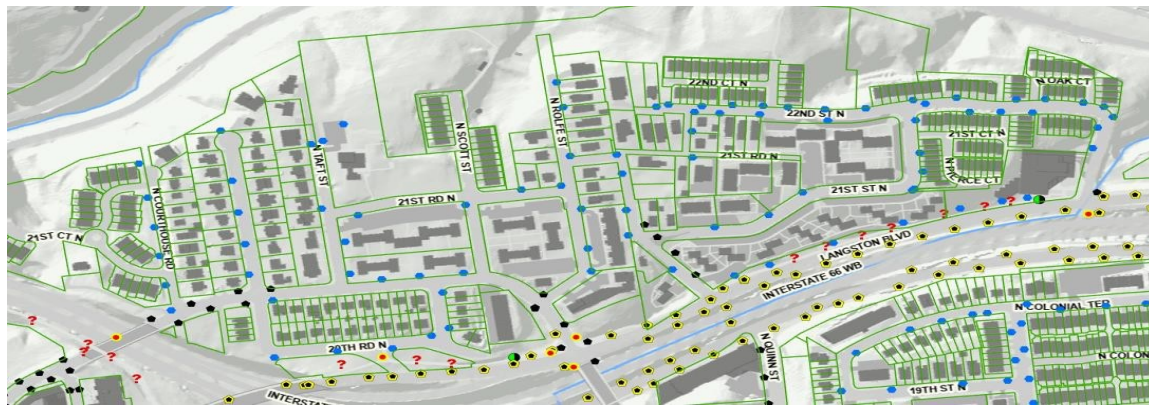 22ND CT N
N OAK CT
22ND ST N
N ROLFE ST
21ST CT N
N TAFT ST
N SCOTT ST
21ST RD N
N PIERCE CT
21ST ST N
N COURTHOUSE RD
21ST RD N
21ST CT N
LANGSTON BLVD
INTERSTATE 66 WB
N COLONIAL TER
20TH RD N
N QUINN ST
N COLON
19TH ST N
INTERSTATE
? ? ? ? ? ? ? ? ? ? ? ? ?